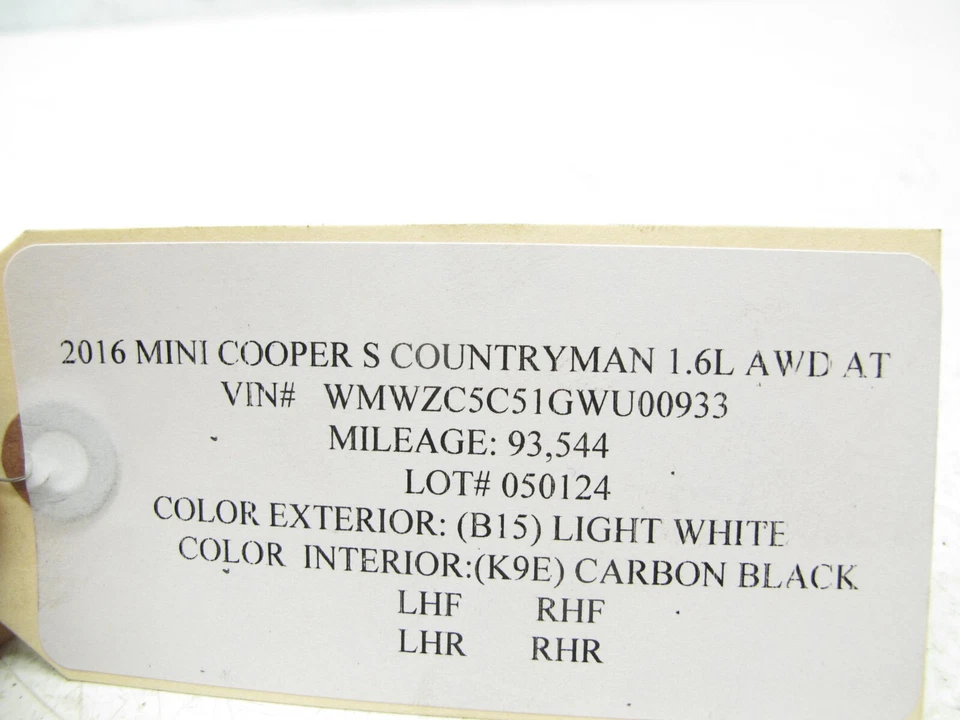 2016 MINI COOPER S COUNTRYMAN 1.6L AWD AT
VIN# WMWZC5C51GWU00933
MILEAGE: 93,544
LOT# 050124
COLOR EXTERIOR: (B15) LIGHT WHITE
COLOR INTERIOR:(K9E) CARBON BLACK
LHF RHF
LHR RHR